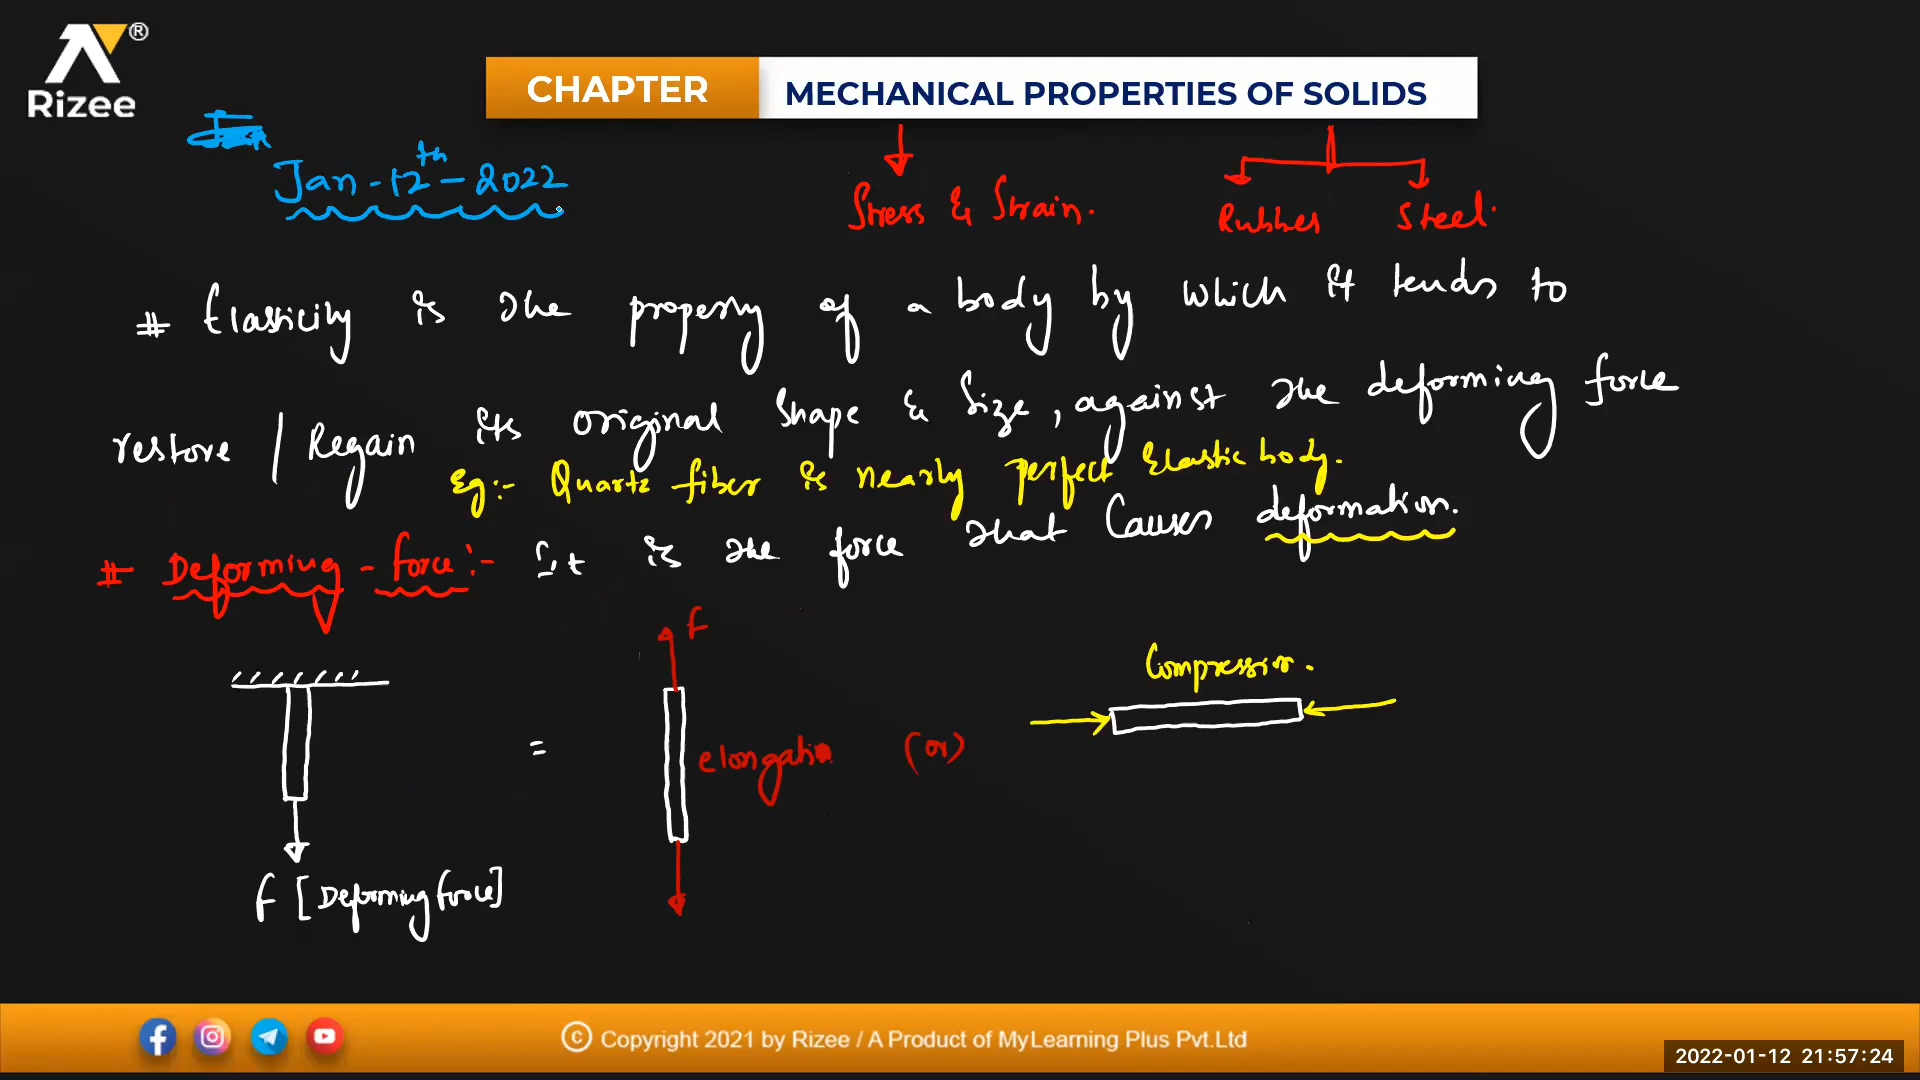 Rizee
®
CHAPTER MECHANICAL PROPERTIES OF SOLIDS
Jan-12th-2022
Stress & Strain.
Rubber Steel.
# Elasticity is the property of a body by which it tends to
restore / Regain its original shape & size, against the deforming force
Eg:- Quartz fiber is nearly perfect Elastic body.
# Deforming - force :- It is the force that causes deformation.
F
Compression.
= elongation (or)
F [Deforming force]
© Copyright 2021 by Rizee / A Product of MyLearning Plus Pvt.Ltd
2022-01-12 21:57:24